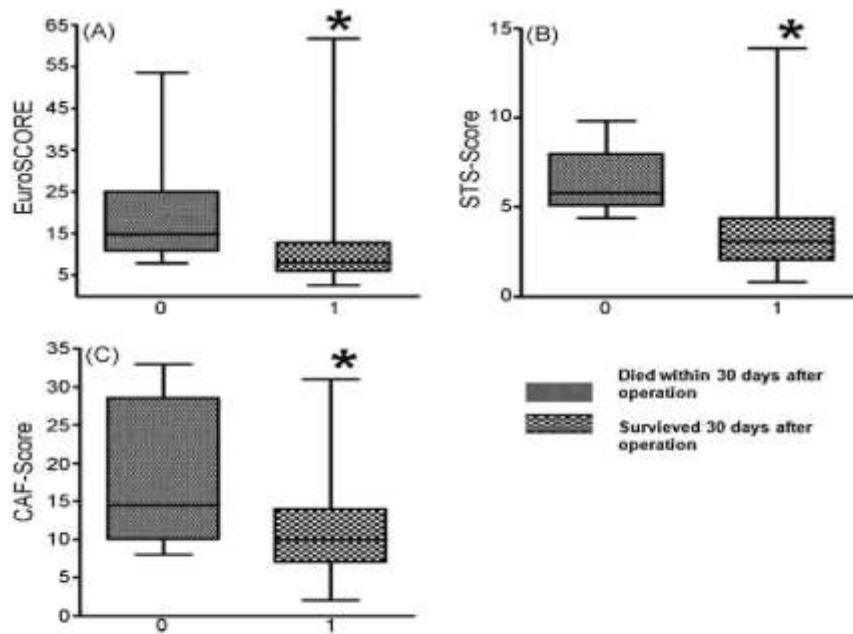 (A)
EuroSCORE
65
55
45
35
25
15
5
0 1
*
(B)
STS-Score
15
10
5
0
0 1
*
(C)
CAF-Score
35
30
25
20
15
10
5
0
0 1
*
Died within 30 days after
operation
Survieved 30 days after
operation